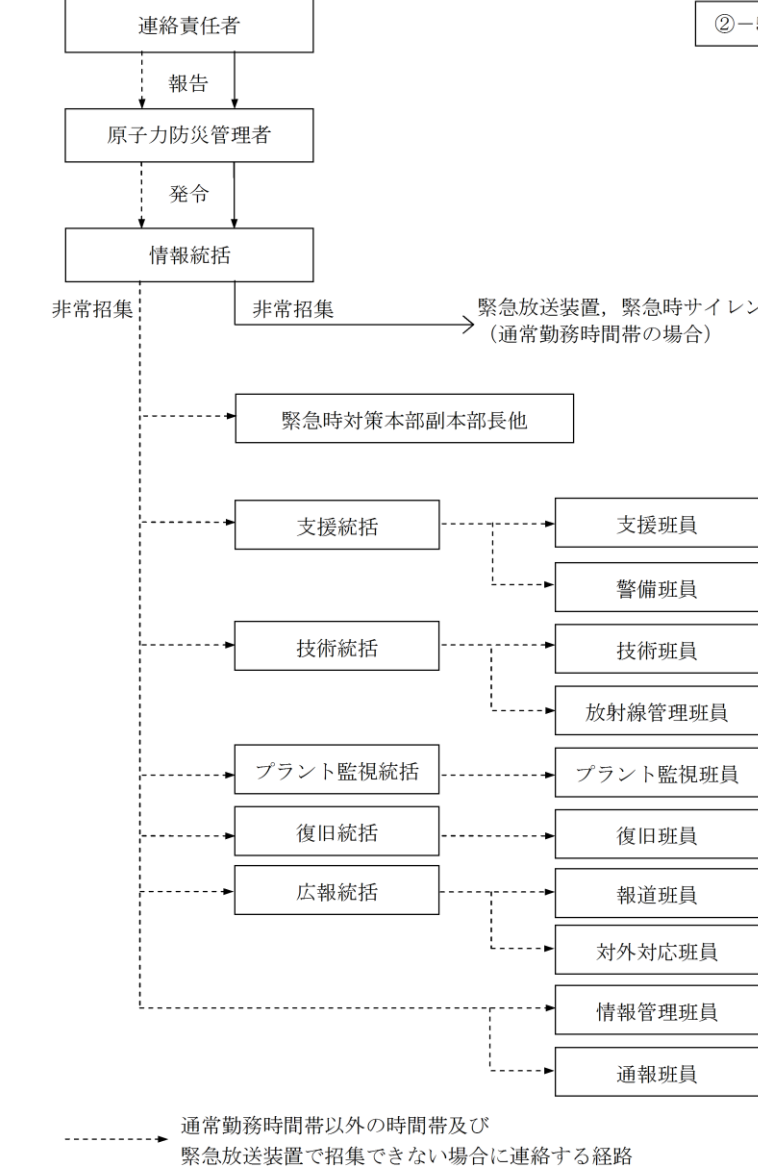 連絡責任者
②－5
報告
原子力防災管理者
発令
情報統括
非常招集
非常招集
緊急放送装置，緊急時サイレン
（通常勤務時間帯の場合）
緊急時対策本部副本部長他
支援統括
支援班員
警備班員
技術統括
技術班員
放射線管理班員
プラント監視統括
プラント監視班員
復旧統括
復旧班員
広報統括
報道班員
対外対応班員
情報管理班員
通報班員
通常勤務時間帯以外の時間帯及び
緊急放送装置で招集できない場合に連絡する経路